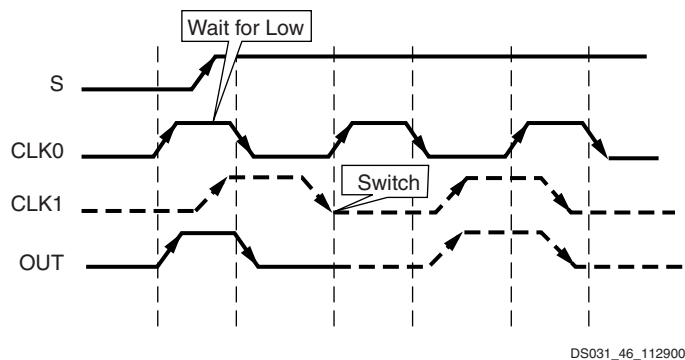 Wait for Low
S
CLK0
CLK1
Switch
OUT
DS031_46_112900